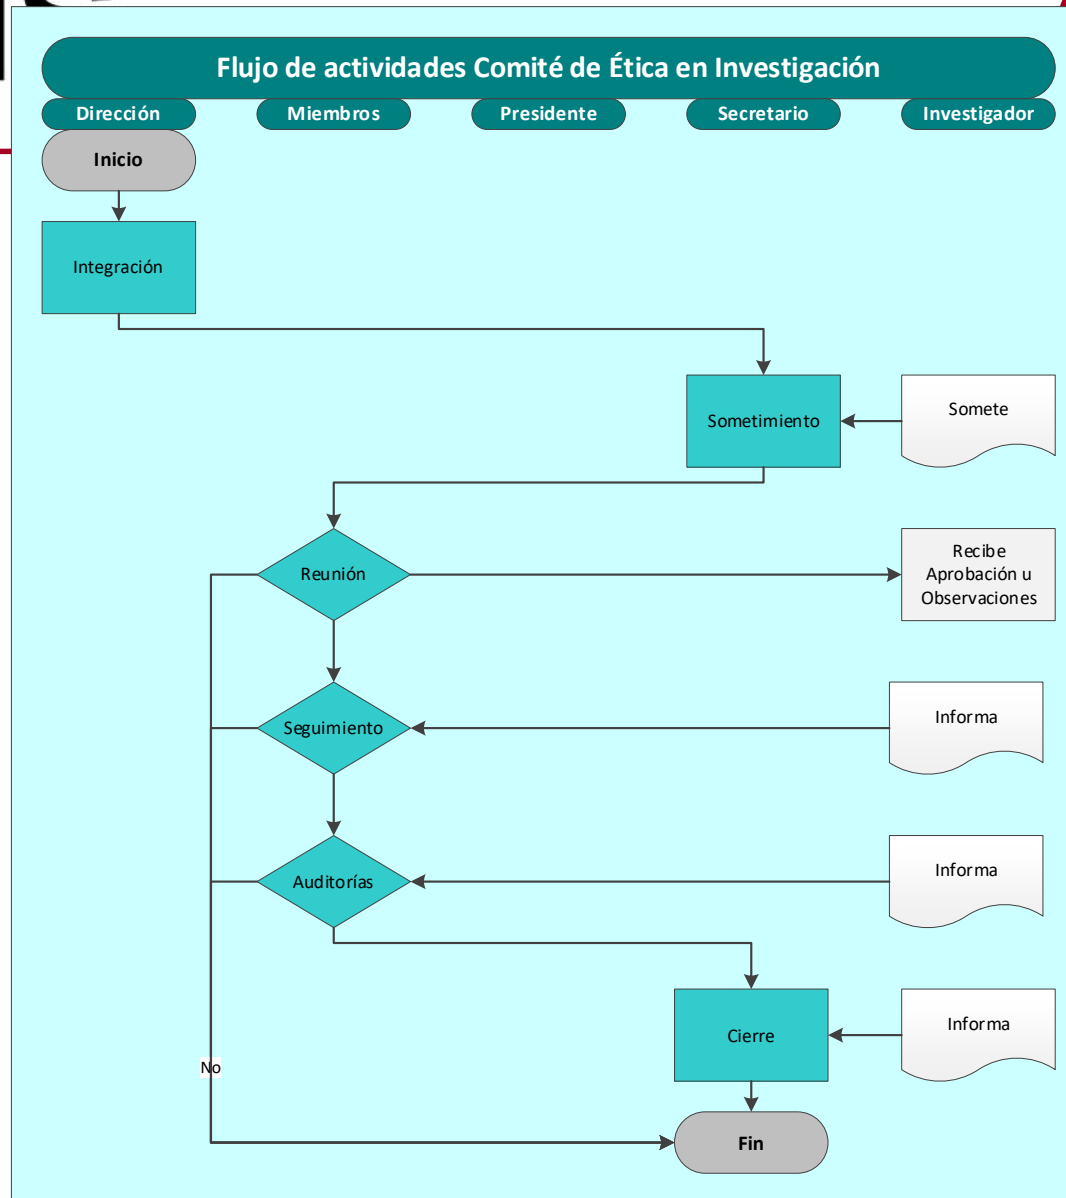 Flujo de actividades Comité de Ética en Investigación
Dirección
Miembros
Presidente
Secretario
Investigador
Inicio
Integración
Sometimiento
Somete
Reunión
Recibe
Aprobación u
Observaciones
Seguimiento
Informa
Auditorías
Informa
Cierre
Informa
No
Fin